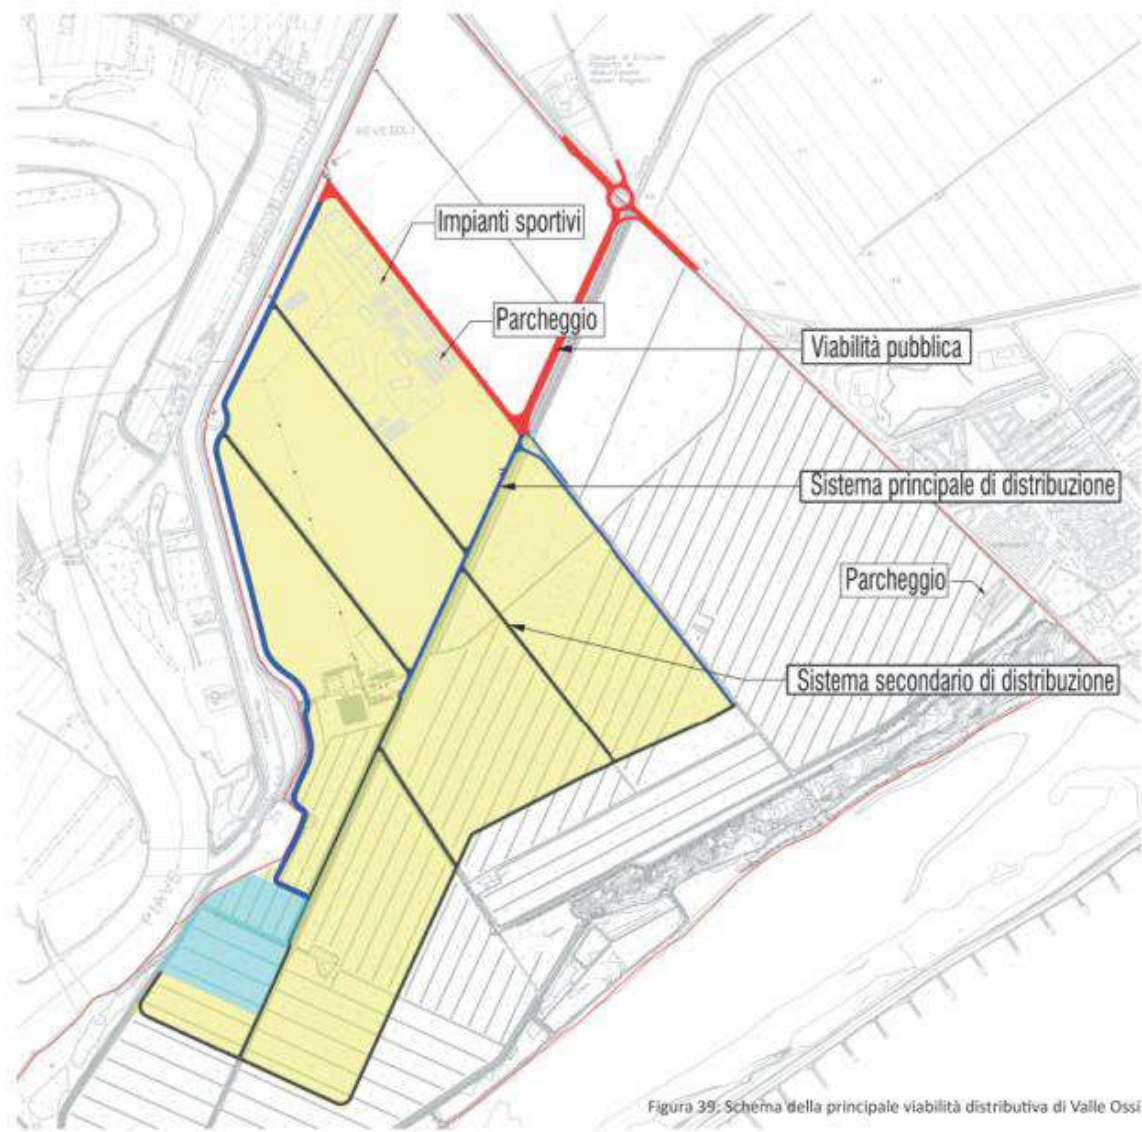 REVEDOLI
Impianti sportivi
Parcheggio
Viabilità pubblica
Sistema principale di distribuzione
Parcheggio
Sistema secondario di distribuzione
PIAVE
Figura 39: Schema della principale viabilità distributiva di Valle Ossi